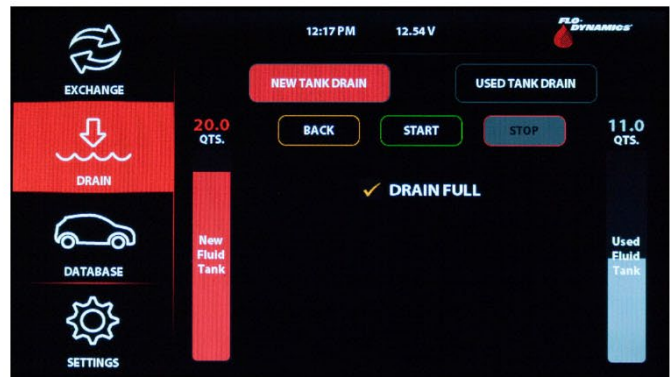 12:17 PM 12.54 V
FLO-
DYNAMICS
EXCHANGE
NEW TANK DRAIN USED TANK DRAIN
20.0
QTS.
BACK START STOP
11.0
QTS.
DRAIN
✓ DRAIN FULL
New
Fluid
Tank
Used
Fluid
Tank
DATABASE
SETTINGS